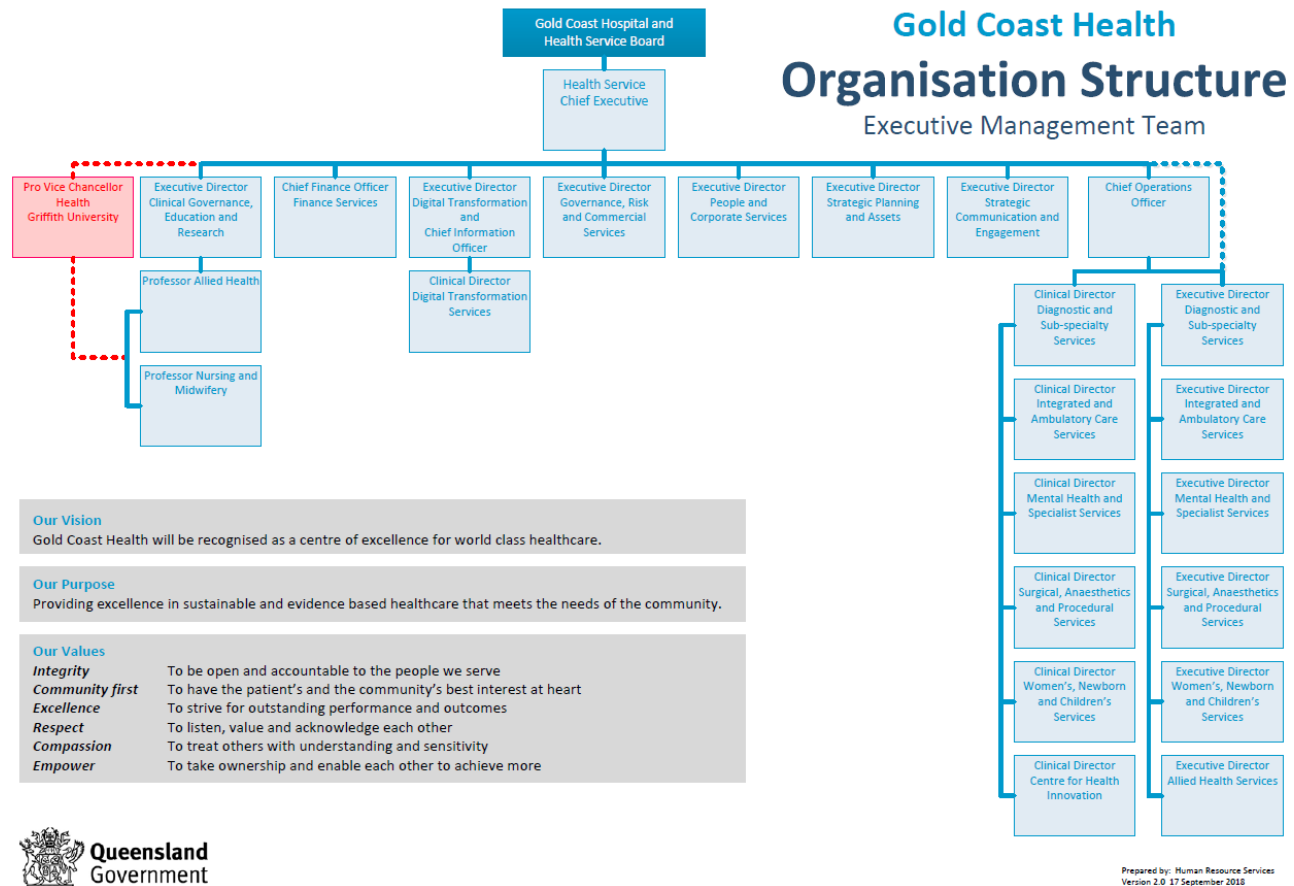 Gold Coast Hospital and
Health Service Board
Gold Coast Health
Organisation Structure
Executive Management Team
Health Service
Chief Executive
Pro Vice Chancellor
Health
Griffith University
Executive Director
Clinical Governance,
Education and
Research
Chief Finance Officer
Finance Services
Executive Director
Digital Transformation
and
Chief Information
Officer
Executive Director
Governance, Risk
and Commercial
Services
Executive Director
People and
Corporate Services
Executive Director
Strategic Planning
and Assets
Executive Director
Strategic
Communication and
Engagement
Chief Operations
Officer
Professor Allied Health
Clinical Director
Digital Transformation
Services
Professor Nursing and
Midwifery
Clinical Director
Diagnostic and
Sub-specialty
Services
Executive Director
Diagnostic and
Sub-specialty
Services
Clinical Director
Integrated and
Ambulatory Care
Services
Executive Director
Integrated and
Ambulatory Care
Services
Clinical Director
Mental Health and
Specialist Services
Executive Director
Mental Health and
Specialist Services
Clinical Director
Surgical, Anaesthetics
and Procedural
Services
Executive Director
Surgical, Anaesthetics
and Procedural
Services
Clinical Director
Women's, Newborn
and Children's
Services
Executive Director
Women's, Newborn
and Children's
Services
Clinical Director
Centre for Health
Innovation
Executive Director
Allied Health Services
Our Vision
Gold Coast Health will be recognised as a centre of excellence for world class healthcare.
Our Purpose
Providing excellence in sustainable and evidence based healthcare that meets the needs of the community.
Our Values
Integrity To be open and accountable to the people we serve
Community first To have the patient's and the community's best interest at heart
Excellence To strive for outstanding performance and outcomes
Respect To listen, value and acknowledge each other
Compassion To treat others with understanding and sensitivity
Empower To take ownership and enable each other to achieve more
Queensland
Government
Prepared by: Human Resource Services
Version 2.0 17 September 2018